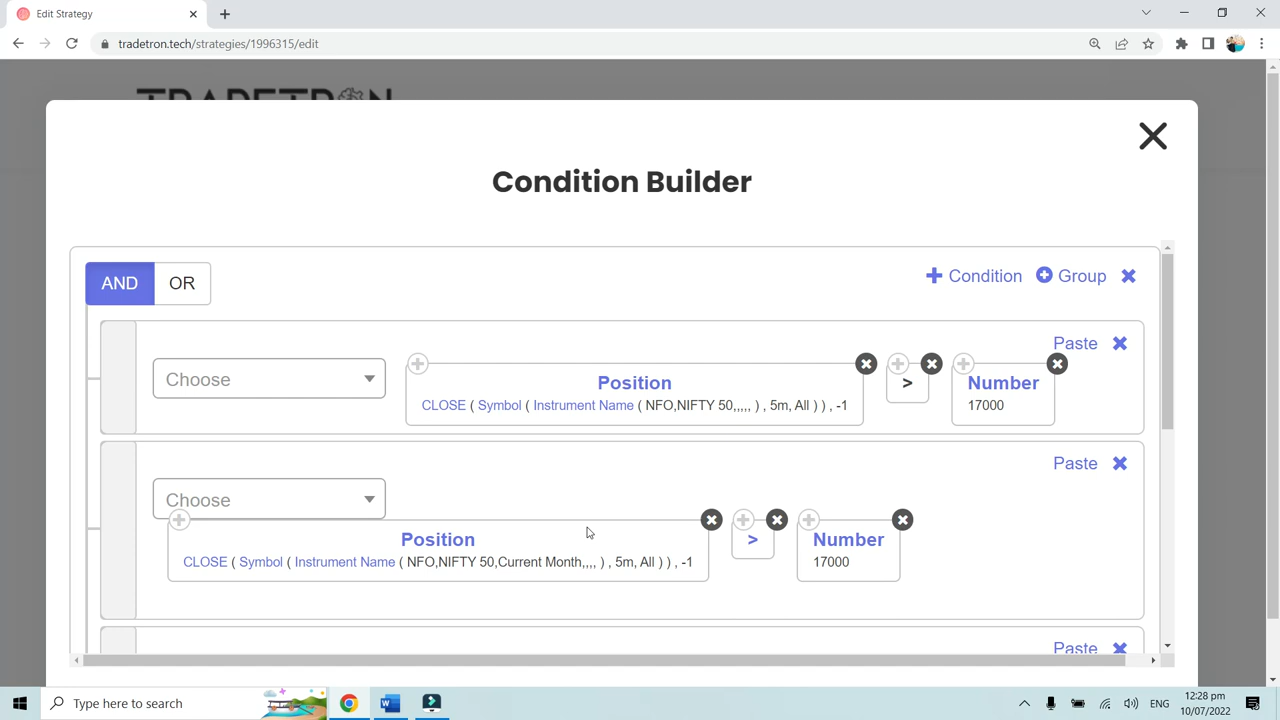 Edit Strategy
tradetron.tech/strategies/1996315/edit
TRADETRON
Condition Builder
AND OR
Condition Group
Paste
Choose
Position
CLOSE ( Symbol ( Instrument Name ( NFO,NIFTY 50,,,,, ) , 5m, All ) ) , -1
>
Number
17000
Paste
Choose
Position
CLOSE ( Symbol ( Instrument Name ( NFO,NIFTY 50,Current Month,,,, ) , 5m, All ) ) , -1
>
Number
17000
Paste
Type here to search
ENG
12:28 pm
10/07/2022